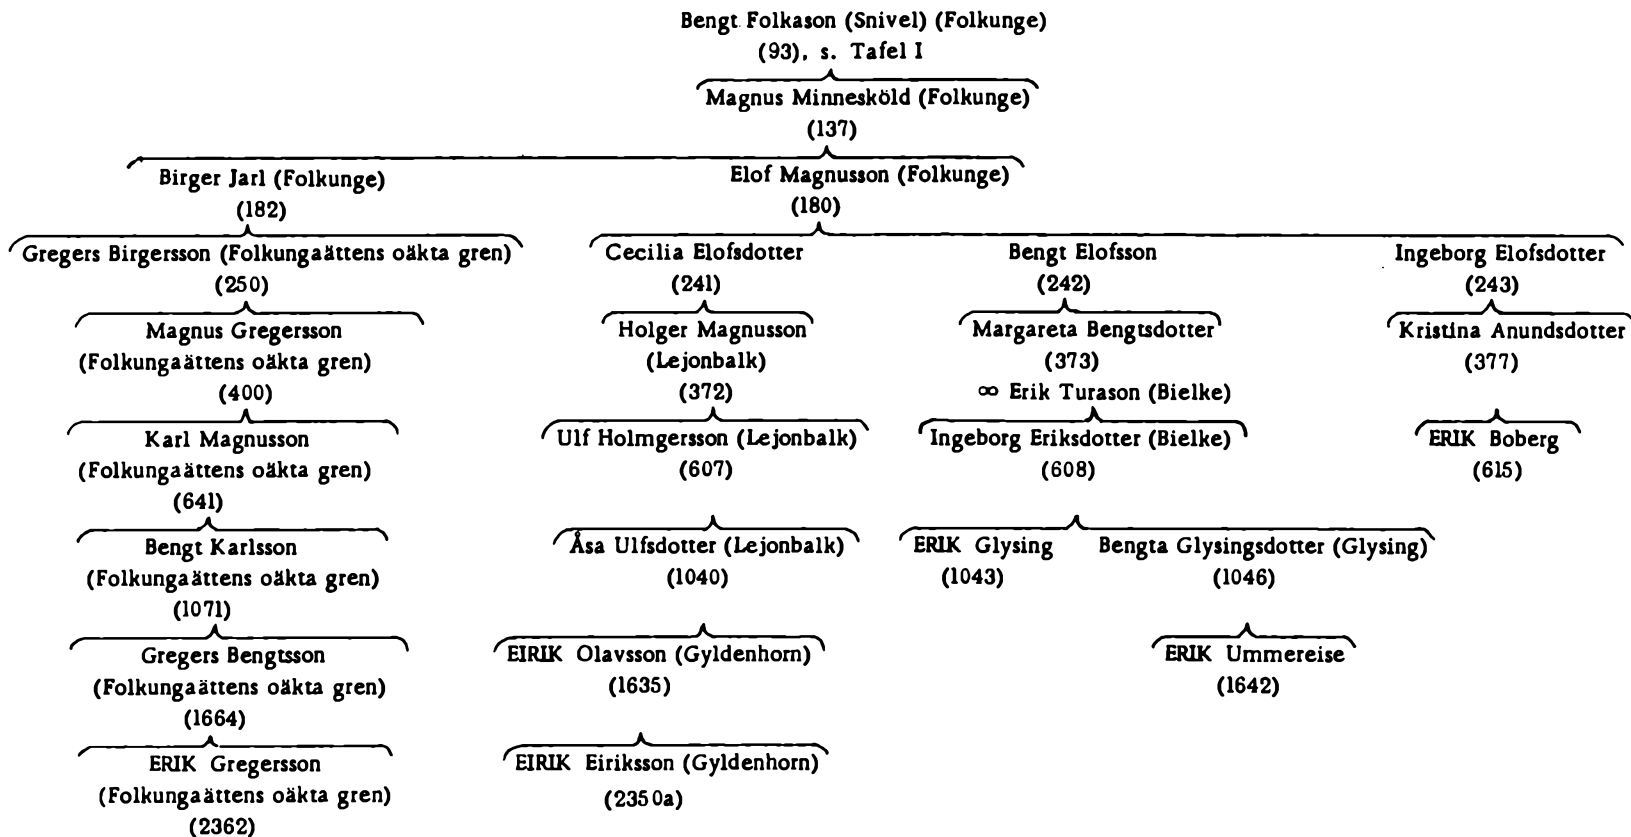 Bengt Folkason (Snivel) (Folkunge)
(93), s. Tafel I
Magnus Minnesköld (Folkunge)
(137)
Birger Jarl (Folkunge)
(182)
Elof Magnusson (Folkunge)
(180)
Gregers Birgersson (Folkungaättens oäkta gren)
(250)
Cecilia Elofsdotter
(241)
Bengt Elofsson
(242)
Ingeborg Elofsdotter
(243)
Magnus Gregersson
(Folkungaättens oäkta gren)
(400)
Holger Magnusson
(Lejonbalk)
(372)
Margareta Bengtsdotter
(373)
∞ Erik Turason (Bielke)
Kristina Anundsdotter
(377)
Karl Magnusson
(Folkungaättens oäkta gren)
(641)
Ulf Holmgersson (Lejonbalk)
(607)
Ingeborg Eriksdotter (Bielke)
(608)
ERIK Boberg
(615)
Bengt Karlsson
(Folkungaättens oäkta gren)
(1071)
Åsa Ulfsdotter (Lejonbalk)
(1040)
ERIK Glysing
(1043)
Bengta Glysingsdotter (Glysing)
(1046)
Gregers Bengtsson
(Folkungaättens oäkta gren)
(1664)
EIRIK Olavsson (Gyldenhorn)
(1635)
ERIK Ummereise
(1642)
ERIK Gregersson
(Folkungaättens oäkta gren)
(2362)
EIRIK Eiriksson (Gyldenhorn)
(2350a)